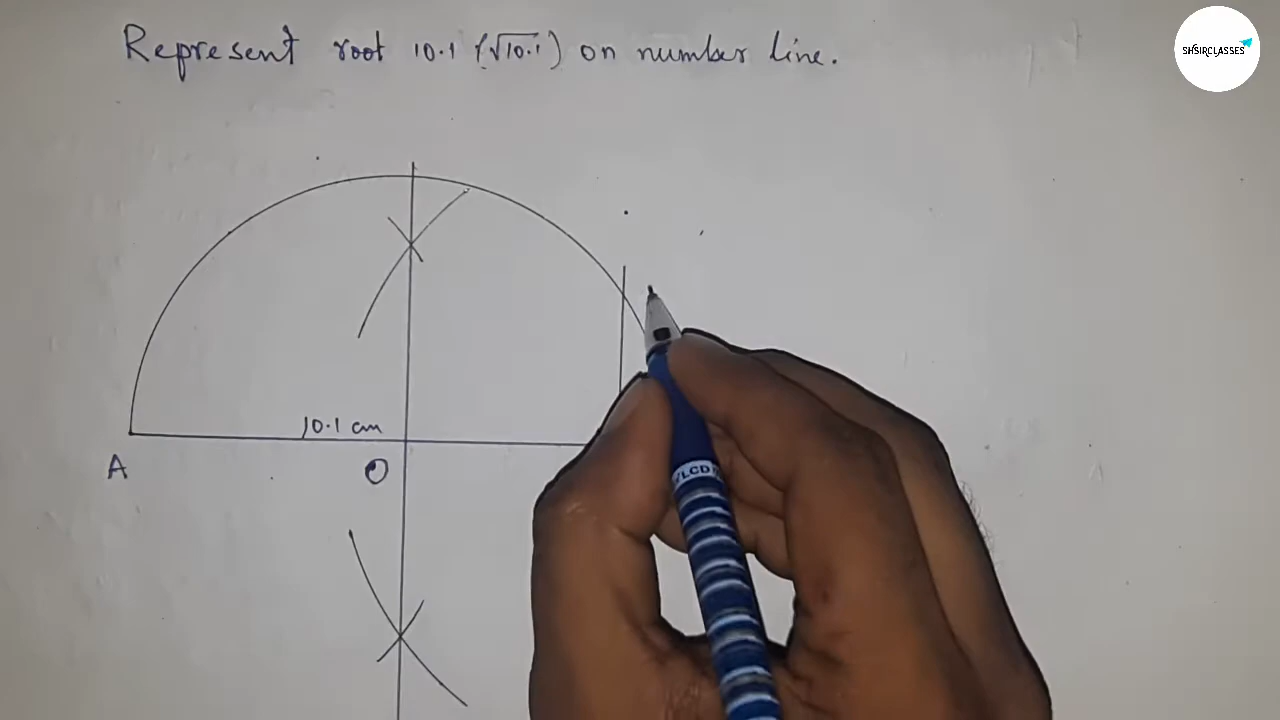 Represent root 10.1 (√10.1) on number line.
SHSIRCLASSES
10.1 cm
A
O